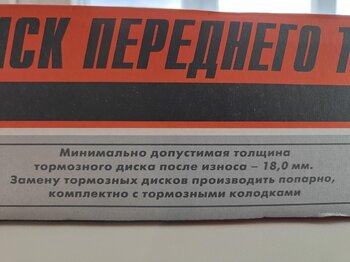 ИСК ПЕРЕДНЕГО Т
Минимально допустимая толщина
тормозного диска после износа – 18,0 мм.
Замену тормозных дисков производить попарно,
комплектно с тормозными колодками